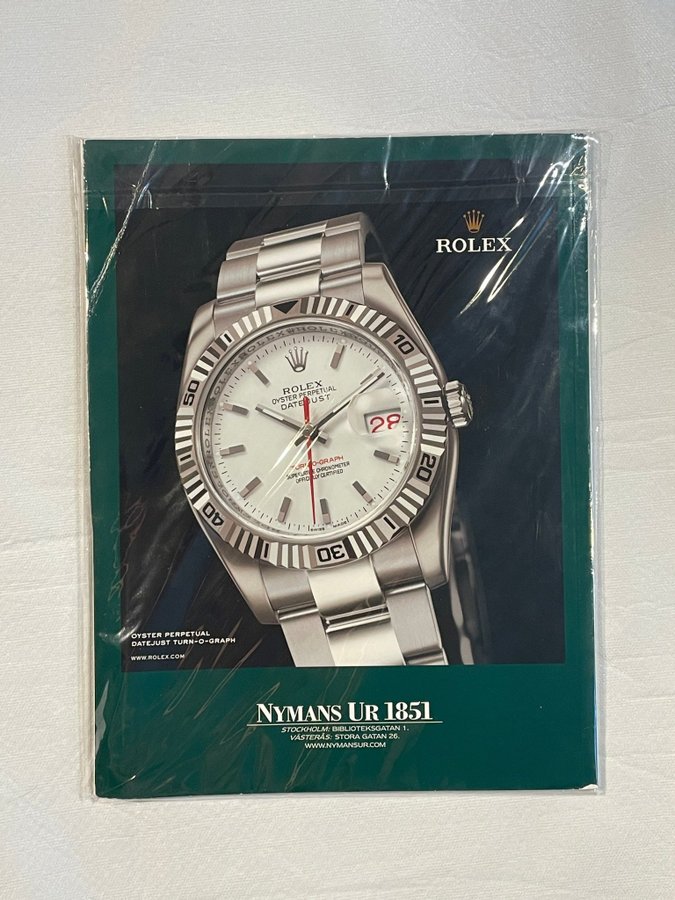 ROLEX
ROLEX
OYSTER PERPETUAL
DATEJUST
28
TURN-O-GRAPH
SUPERLATIVE CHRONOMETER
OFFICIALLY CERTIFIED
SWISS MADE
10
20
30
40
50
OYSTER PERPETUAL
DATEJUST TURN-O-GRAPH
WWW.ROLEX.COM
NYMANS UR 1851
STOCKHOLM: BIBLIOTEKSGATAN 1.
VÄSTERÅS: STORA GATAN 26.
WWW.NYMANSUR.COM